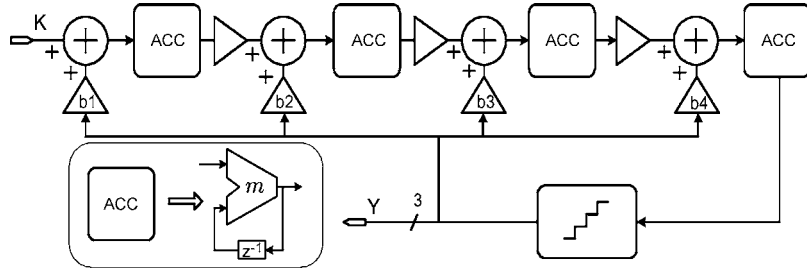 K
+
+
ACC
+
+
ACC
+
+
ACC
+
+
ACC
b1
b2
b3
b4
ACC
m
z-1
Y
3